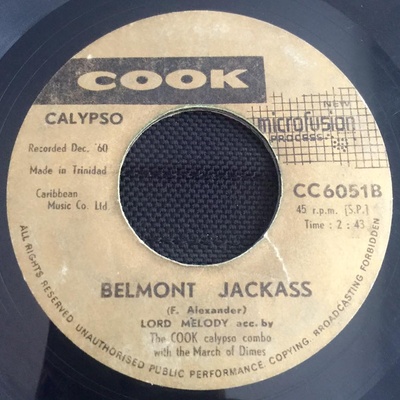 COOK
CALYPSO
NEW
microfusion
PROCESS
Recorded Dec. '60
Made in Trinidad
Caribbean
Music Co. Ltd.
CC6051B
45 r.p.m. [S.P.]
Time : 2 : 43
BELMONT JACKASS
(F. Alexander)
LORD MELODY acc. by
The COOK calypso combo
with the March of Dimes
ALL RIGHTS RESERVED UNAUTHORISED PUBLIC PERFORMANCE COPYING BROADCASTING FORBIDDEN